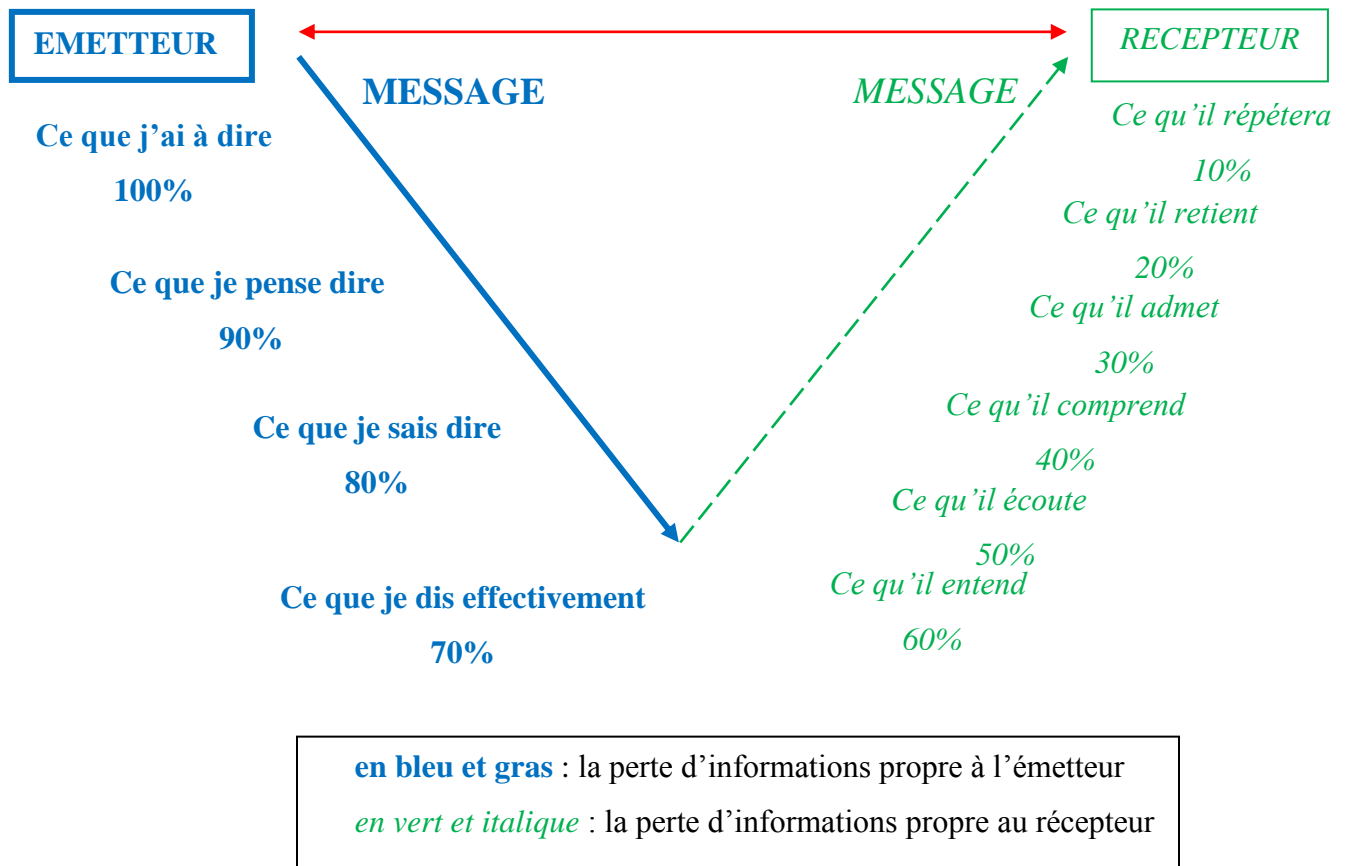 EMETTEUR
RECEPTEUR
MESSAGE
MESSAGE
Ce que j’ai à dire
100%
Ce que je pense dire
90%
Ce que je sais dire
80%
Ce que je dis effectivement
70%
Ce qu’il répétera
10%
Ce qu’il retient
20%
Ce qu’il admet
30%
Ce qu’il comprend
40%
Ce qu’il écoute
50%
Ce qu’il entend
60%
en bleu et gras : la perte d’informations propre à l’émetteur
en vert et italique : la perte d’informations propre au récepteur